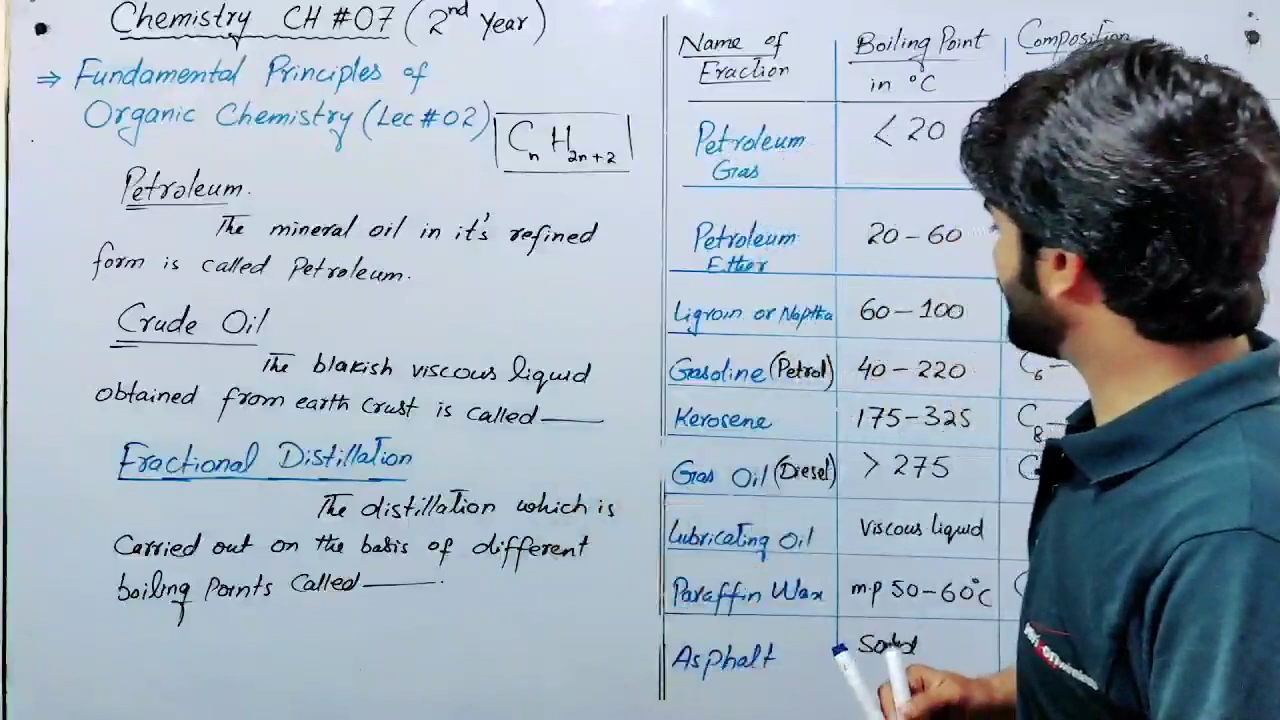 Chemistry CH #07 (2nd Year)
⇒ Fundamental Principles of
Organic Chemistry (Lec # 02)
CnH2n+2
Petroleum.
The mineral oil in it's refined
form is called Petroleum.
Crude Oil
The blakish viscous liquid
obtained from earth Crust is called——
Fractional Distillation
The distillation which is
Carried out on the basis of different
boiling Points Called——.
Name of Boiling Point Composition
Fraction in °C
Petroleum < 20
Gas
Petroleum 20 – 60
Ether
Ligroin or Naptha 60 – 100
Gasoline (Petrol) 40 – 220 C6–
Kerosene 175–325 C8–
Gas Oil (Diesel) > 275 C
Lubricating Oil Viscous liquid
Paraffin Wax m.p 50–60°C
Asphalt Solid